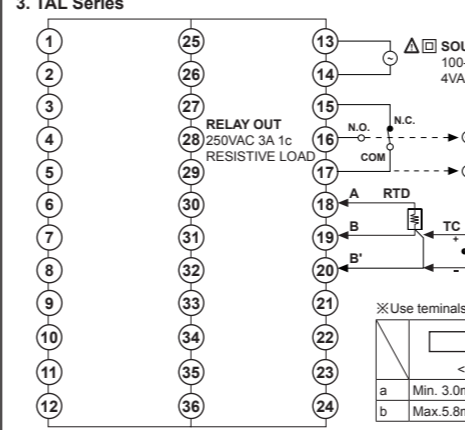 3. TAL Series
1 25 13 SOU
100-
2 26 14 4VA
3 27 15
RELAY OUT N.O. N.C.
4 28 250VAC 3A 1c 16
RESISTIVE LOAD COM
5 29 17
6 30 18 A RTD
7 31 19 B TC
+
8 32 20 B' -
9 33 21
※Use teminals
10 34 22
11 35 23 <
a Min. 3.0m
12 36 24 b Max.5.8m